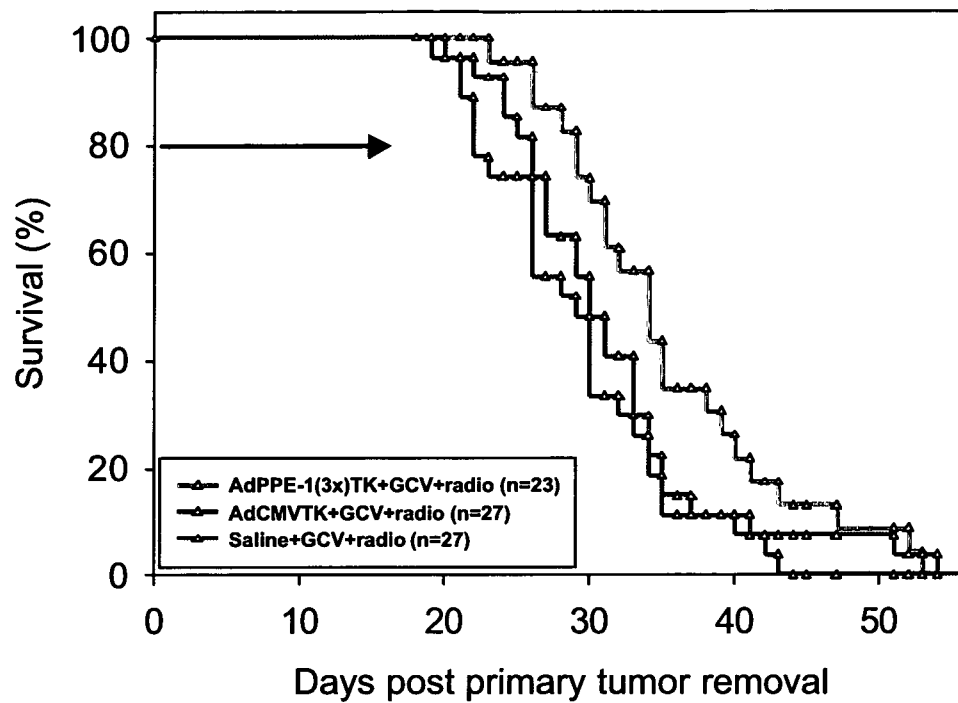 Survival (%)
100
80
60
40
20
0
AdPPE-1(3x)TK+GCV+radio (n=23)
AdCMVTK+GCV+radio (n=27)
Saline+GCV+radio (n=27)
0 10 20 30 40 50
Days post primary tumor removal